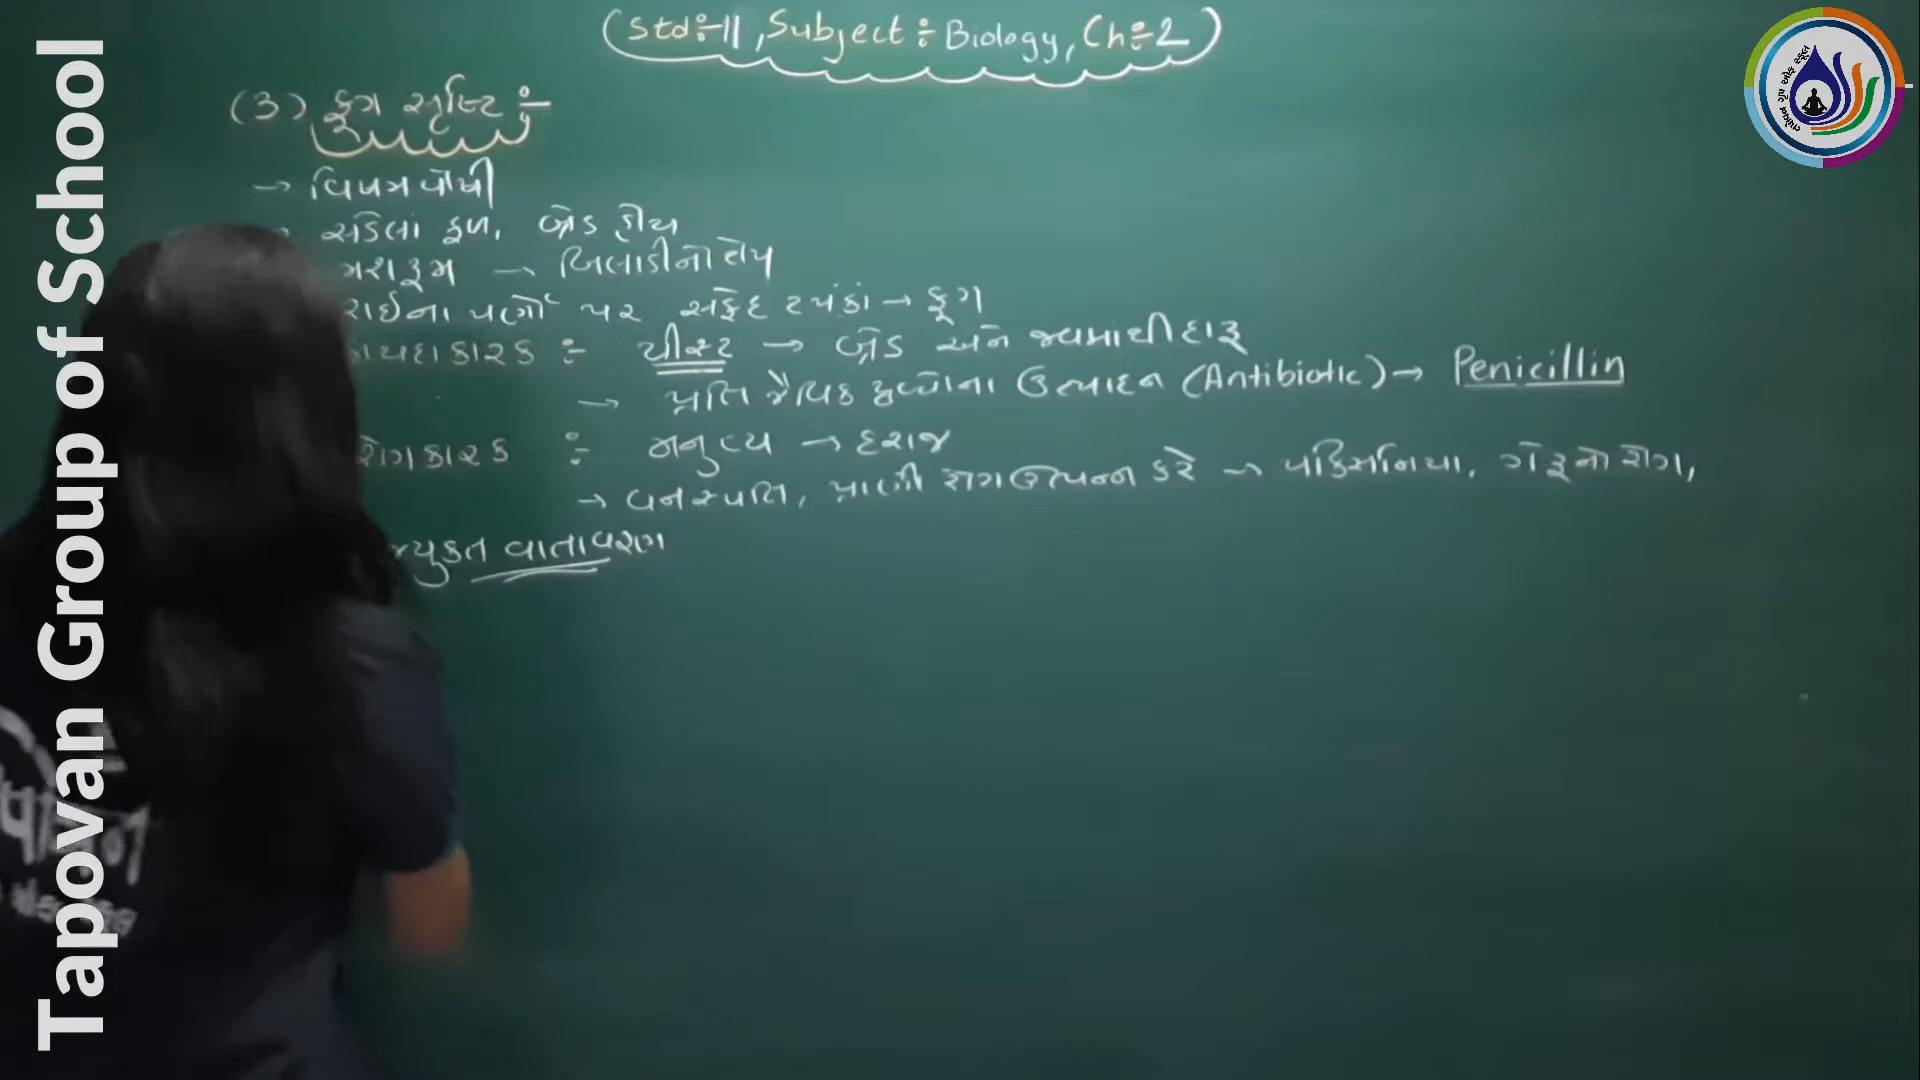 (Std÷-11, Subject ÷ Biology, Ch÷2)
(3) ફૂગ સૃષ્ટિ ÷
→ વિષમપોષી
સડેલાં ફળ, બ્રેડ હોય
મશરૂમ → બિલાડીનો ટોપ
રાઈના પર્ણો પર સફેદ ટપકાં → ફૂગ
ાયદાકારક ÷ યીસ્ટ → બ્રેડ અને જવમાંથી દારૂ
→ પ્રતિ જૈવિક દ્રવ્યોના ઉત્પાદન (Antibiotic) → Penicillin
રોગકારક ÷ મનુષ્ય → દરાજ
→ વનસ્પતિ, પ્રાણી રોગ ઉત્પન્ન કરે → પક્સિનિયા, ગેરૂનો રોગ,
જયુક્ત વાતાવરણ
Tapovan Group of School